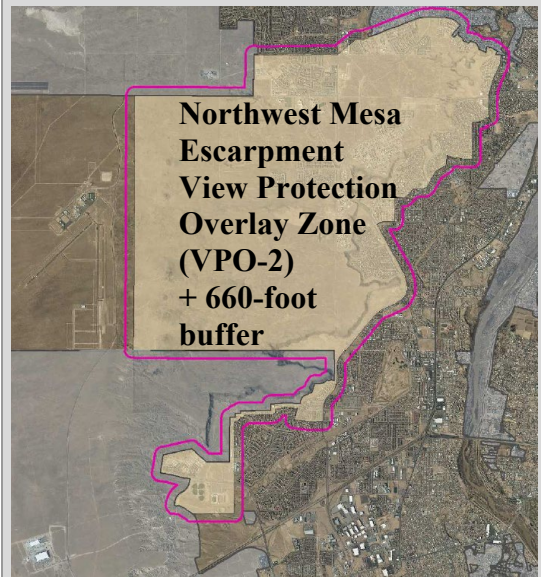 Northwest Mesa
Escarpment
View Protection
Overlay Zone
(VPO-2)
+ 660-foot
buffer